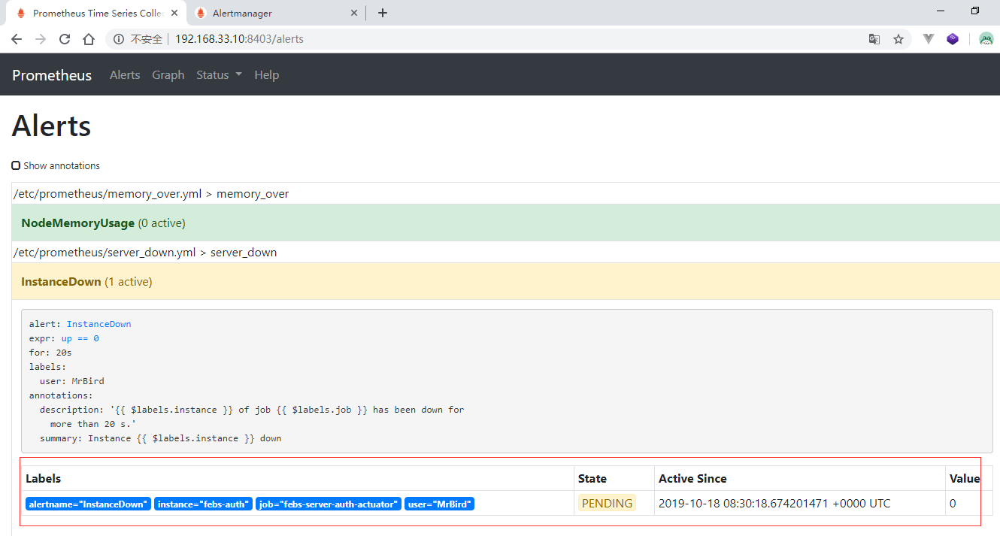 Prometheus Time Series Collec
Alertmanager
不安全 192.168.33.10:8403/alerts
Prometheus Alerts Graph Status Help
Alerts
Show annotations
/etc/prometheus/memory_over.yml > memory_over
NodeMemoryUsage (0 active)
/etc/prometheus/server_down.yml > server_down
InstanceDown (1 active)
alert: InstanceDown
expr: up == 0
for: 20s
labels:
  user: MrBird
annotations:
  description: '{{ $labels.instance }} of job {{ $labels.job }} has been down for
    more than 20 s.'
  summary: Instance {{ $labels.instance }} down
Labels State Active Since Value
alertname="InstanceDown" instance="febs-auth" job="febs-server-auth-actuator" user="MrBird" PENDING 2019-10-18 08:30:18.674201471 +0000 UTC 0